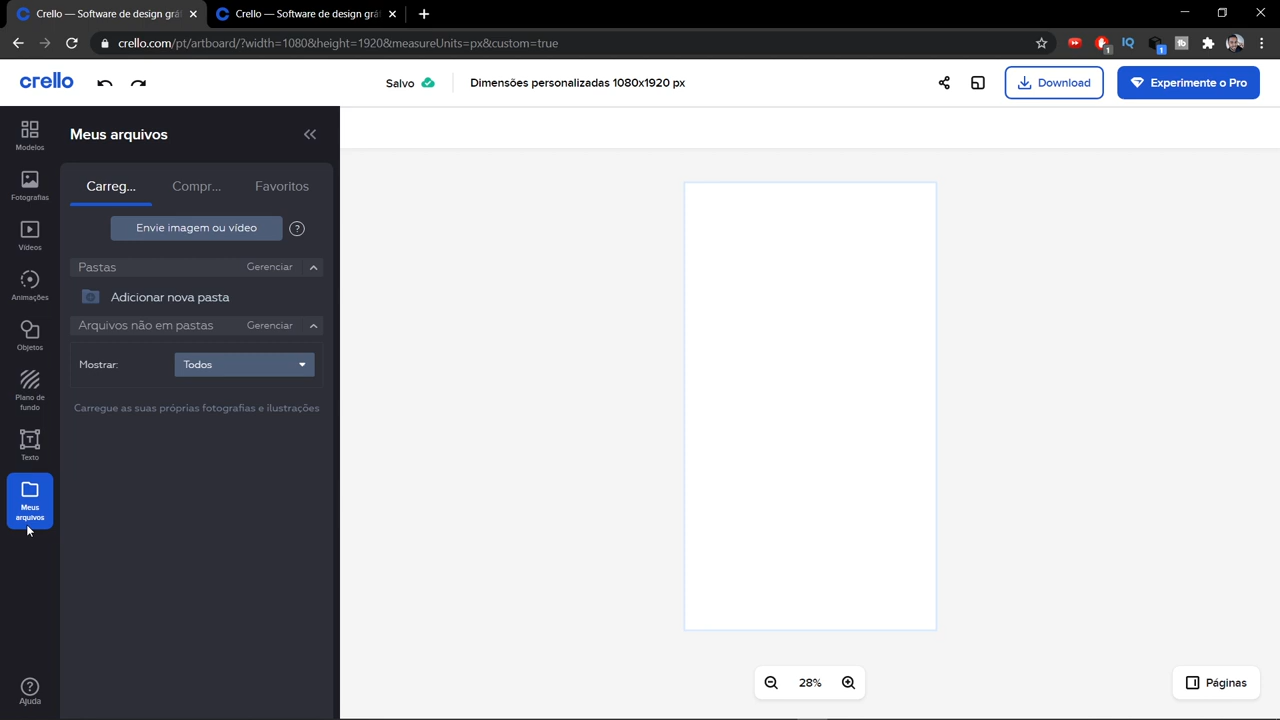 Crello — Software de design grá
Crello — Software de design grá
crello.com/pt/artboard/?width=1080&height=1920&measureUnits=px&custom=true
crello
Salvo
Dimensões personalizadas 1080x1920 px
Download
Experimente o Pro
Modelos
Fotografias
Vídeos
Animações
Objetos
Plano de
fundo
Texto
Meus
arquivos
Ajuda
Meus arquivos
Carreg... Compr... Favoritos
Envie imagem ou vídeo ?
Pastas Gerenciar
Adicionar nova pasta
Arquivos não em pastas Gerenciar
Mostrar: Todos
Carregue as suas próprias fotografias e ilustrações
28%
Páginas